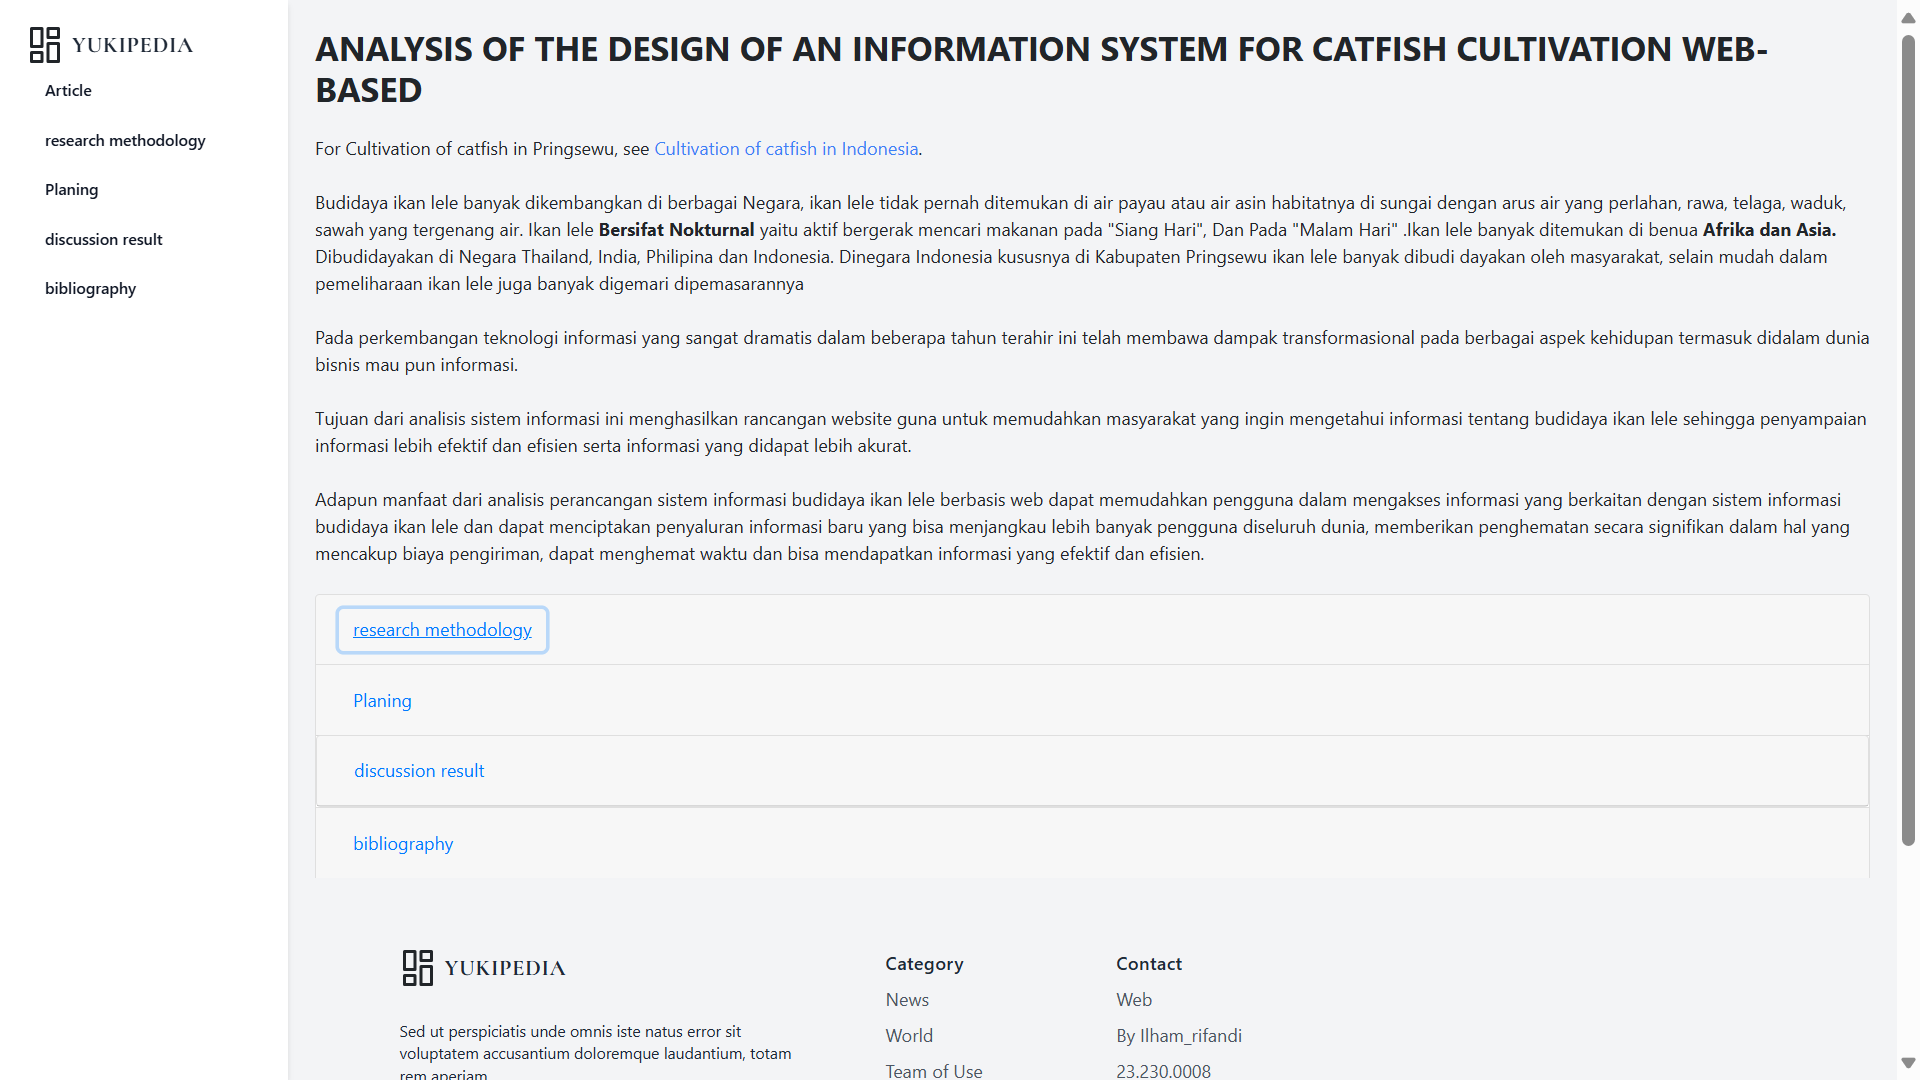 YUKIPEDIA
Article
research methodology
Planing
discussion result
bibliography
ANALYSIS OF THE DESIGN OF AN INFORMATION SYSTEM FOR CATFISH CULTIVATION WEB-
BASED
For Cultivation of catfish in Pringsewu, see Cultivation of catfish in Indonesia.
Budidaya ikan lele banyak dikembangkan di berbagai Negara, ikan lele tidak pernah ditemukan di air payau atau air asin habitatnya di sungai dengan arus air yang perlahan, rawa, telaga, waduk,
sawah yang tergenang air. Ikan lele Bersifat Nokturnal yaitu aktif bergerak mencari makanan pada "Siang Hari", Dan Pada "Malam Hari" .Ikan lele banyak ditemukan di benua Afrika dan Asia.
Dibudidayakan di Negara Thailand, India, Philipina dan Indonesia. Dinegara Indonesia kususnya di Kabupaten Pringsewu ikan lele banyak dibudi dayakan oleh masyarakat, selain mudah dalam
pemeliharaan ikan lele juga banyak digemari dipemasarannya
Pada perkembangan teknologi informasi yang sangat dramatis dalam beberapa tahun terahir ini telah membawa dampak transformasional pada berbagai aspek kehidupan termasuk didalam dunia
bisnis mau pun informasi.
Tujuan dari analisis sistem informasi ini menghasilkan rancangan website guna untuk memudahkan masyarakat yang ingin mengetahui informasi tentang budidaya ikan lele sehingga penyampaian
informasi lebih efektif dan efisien serta informasi yang didapat lebih akurat.
Adapun manfaat dari analisis perancangan sistem informasi budidaya ikan lele berbasis web dapat memudahkan pengguna dalam mengakses informasi yang berkaitan dengan sistem informasi
budidaya ikan lele dan dapat menciptakan penyaluran informasi baru yang bisa menjangkau lebih banyak pengguna diseluruh dunia, memberikan penghematan secara signifikan dalam hal yang
mencakup biaya pengiriman, dapat menghemat waktu dan bisa mendapatkan informasi yang efektif dan efisien.
research methodology
Planing
discussion result
bibliography
YUKIPEDIA
Sed ut perspiciatis unde omnis iste natus error sit
voluptatem accusantium doloremque laudantium, totam
rem aperiam
Category
News
World
Team of Use
Contact
Web
By Ilham_rifandi
23.230.0008